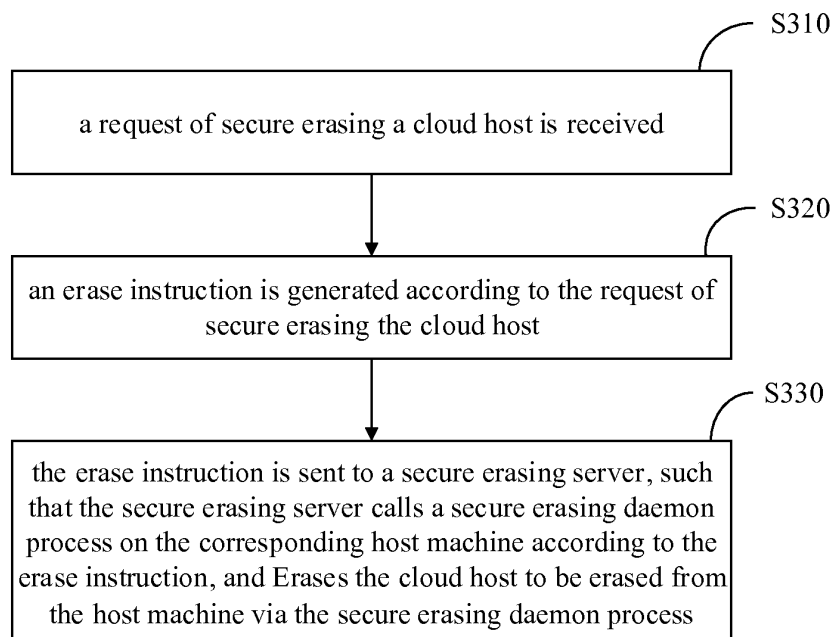 S310
a request of secure erasing a cloud host is received
S320
an erase instruction is generated according to the request of
secure erasing the cloud host
S330
the erase instruction is sent to a secure erasing server, such
that the secure erasing server calls a secure erasing daemon
process on the corresponding host machine according to the
erase instruction, and Erases the cloud host to be erased from
the host machine via the secure erasing daemon process